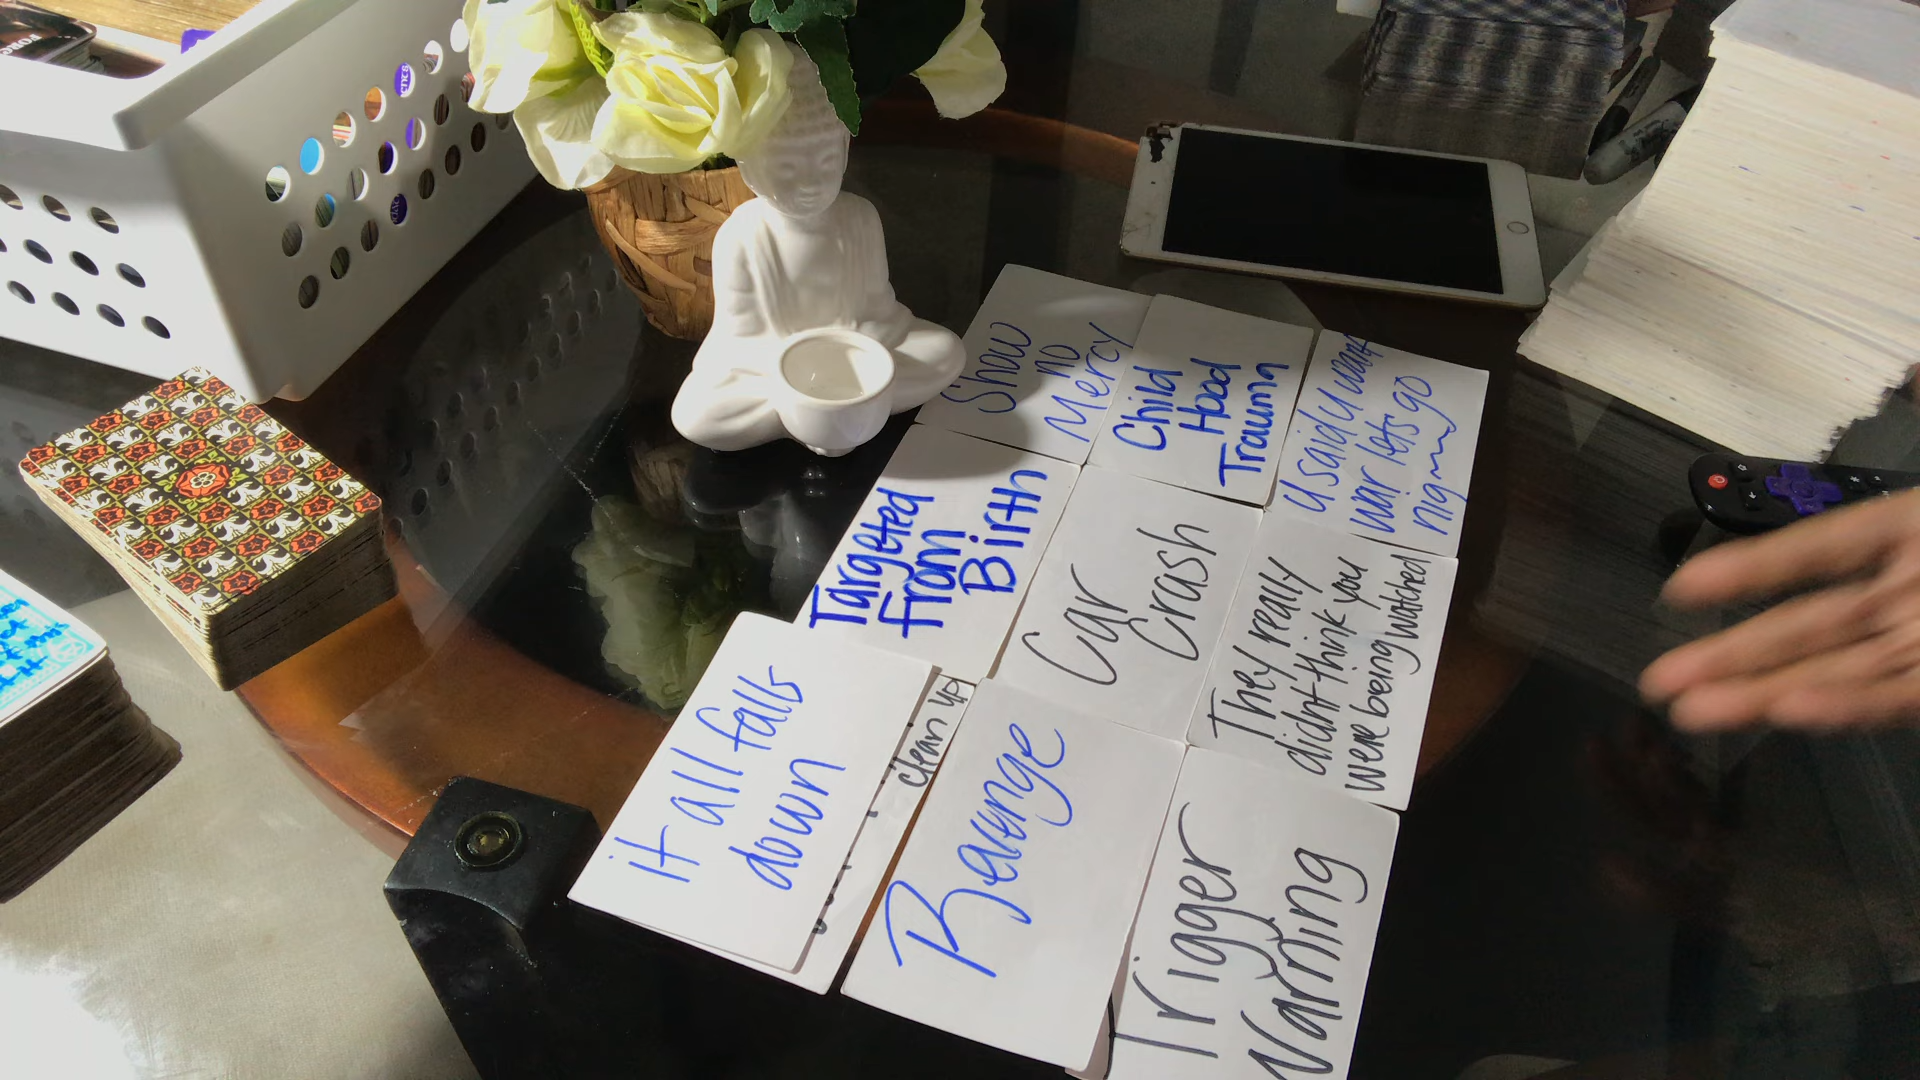 Show
no
Mercy
Child
Hood
Trauma
u said u want
war lets go
Targeted
From
Birth
Car
Crash
They really
didnt think you
were being watched
it all falls
down
clean up
Revenge
Trigger
Warning